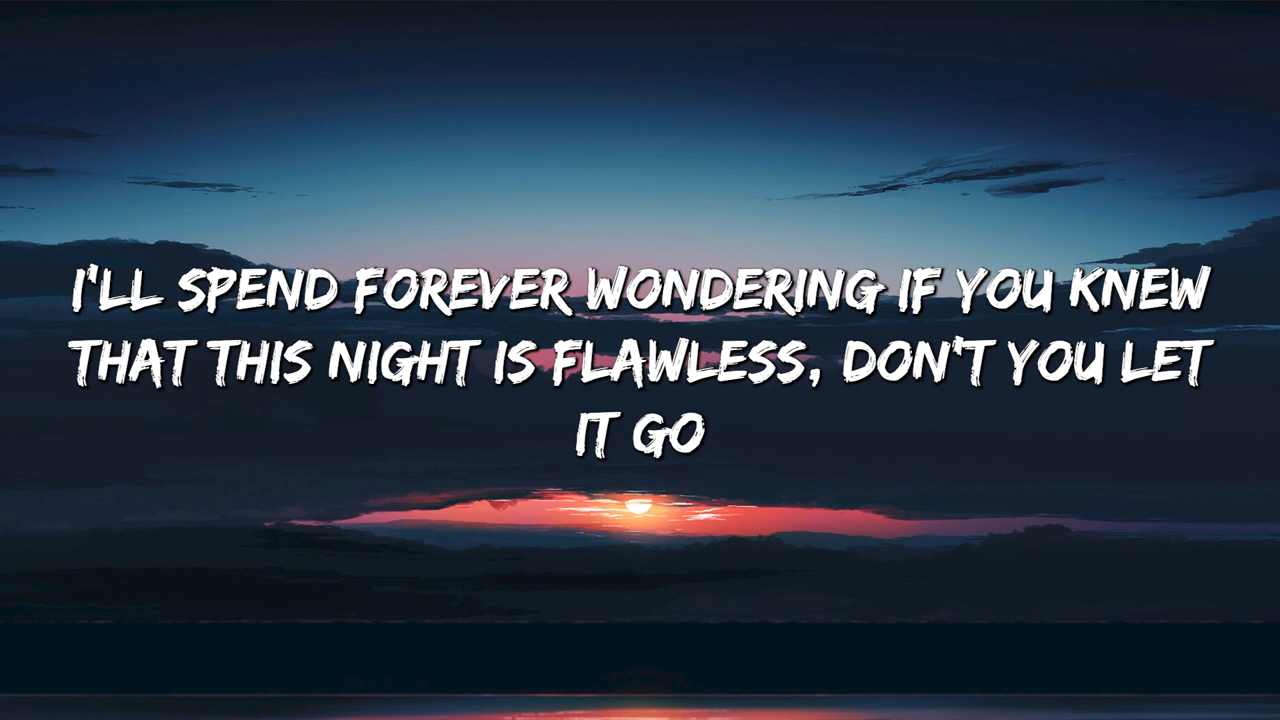 I'LL SPEND FOREVER WONDERING IF YOU KNEW
THAT THIS NIGHT IS FLAWLESS, DON'T YOU LET
IT GO